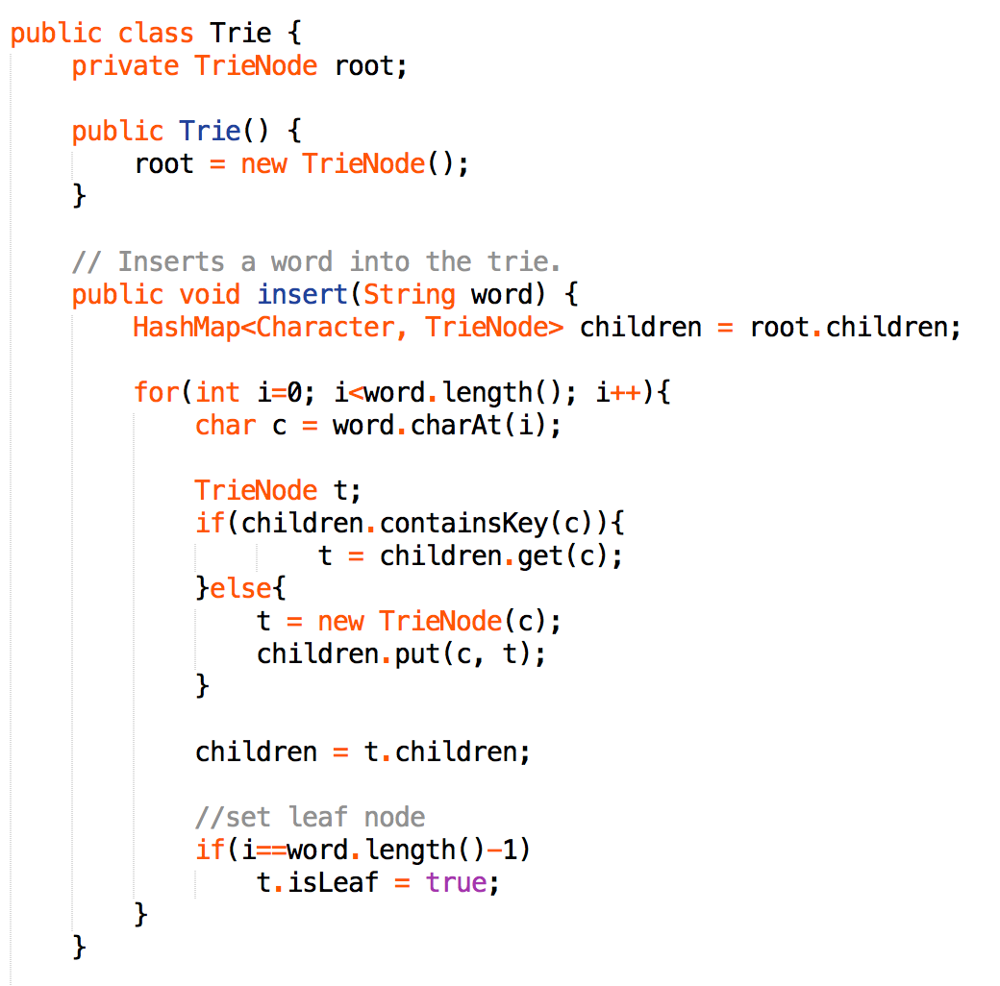 public class Trie {
    private TrieNode root;

    public Trie() {
        root = new TrieNode();
    }

    // Inserts a word into the trie.
    public void insert(String word) {
        HashMap<Character, TrieNode> children = root.children;

        for(int i=0; i<word.length(); i++){
            char c = word.charAt(i);

            TrieNode t;
            if(children.containsKey(c)){
                    t = children.get(c);
            }else{
                t = new TrieNode(c);
                children.put(c, t);
            }

            children = t.children;

            //set leaf node
            if(i==word.length()-1)
                t.isLeaf = true;
        }
    }